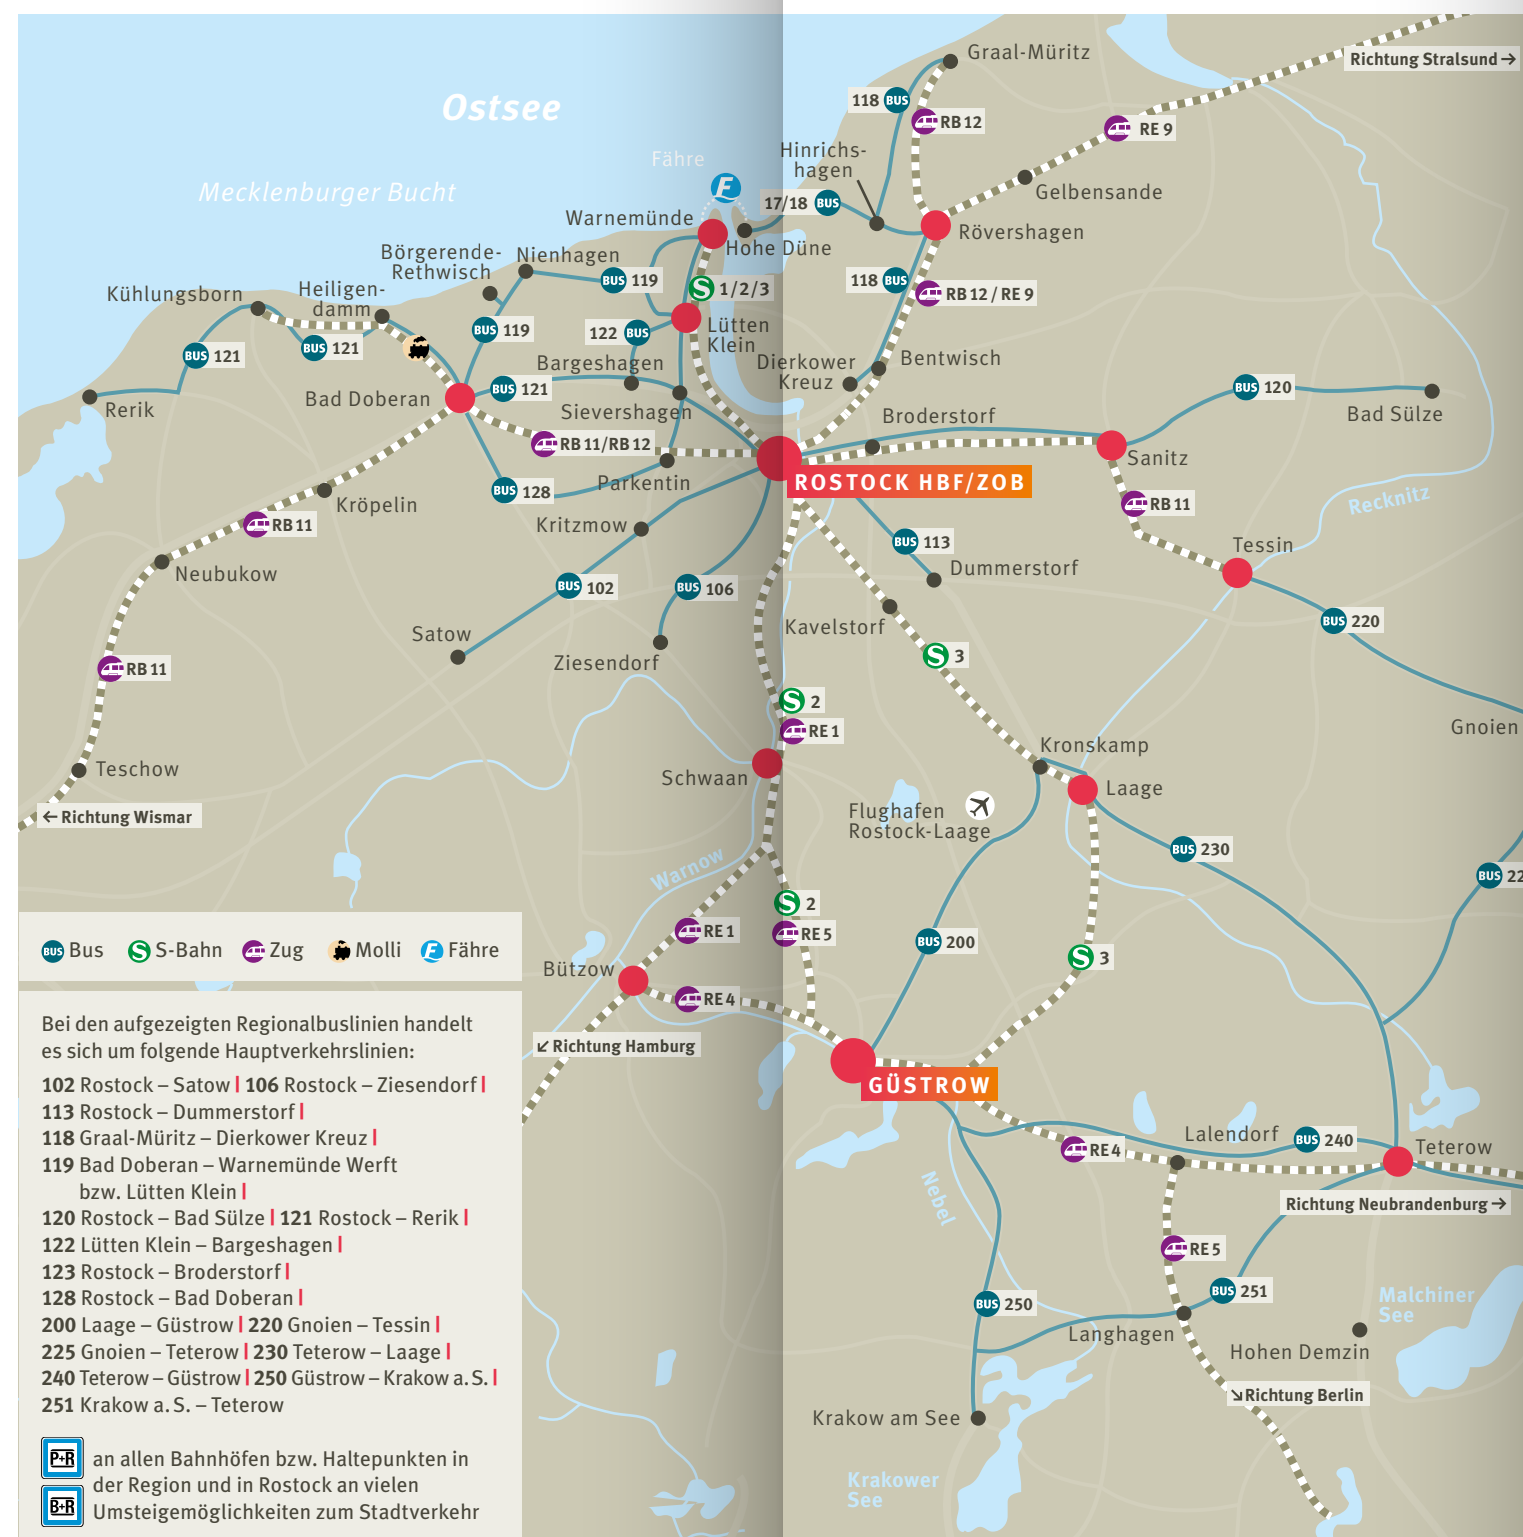 Graal-Müritz
Richtung Stralsund →
Ostsee
118 BUS
RB 12
RE 9
Hinrichs-
hagen
Fähre
F
Gelbensande
Mecklenburger Bucht
17/18 BUS
Warnemünde
Hohe Düne
Rövershagen
Börgerende-
Rethwisch
Nienhagen
BUS 119
S 1/2/3
118 BUS
RB 12 / RE 9
Kühlungsborn
Heiligen-
damm
BUS 119
122 BUS
Lütten
Klein
BUS 121
BUS 121
Bargeshagen
Dierkower
Kreuz
Bentwisch
Rerik
Bad Doberan
BUS 121
Sievershagen
Broderstorf
BUS 120
Bad Sülze
RB 11/RB 12
Sanitz
Parkentin
ROSTOCK HBF/ZOB
Kröpelin
BUS 128
RB 11
Recknitz
RB 11
Kritzmow
BUS 113
Tessin
Neubukow
BUS 102
BUS 106
Dummerstorf
BUS 220
Satow
Ziesendorf
Kavelstorf
S 3
RB 11
S 2
RE 1
Gnoien
Teschow
Schwaan
Kronskamp
Laage
← Richtung Wismar
Flughafen
Rostock-Laage
BUS 230
Warnow
BUS 22
S 2
RE 1
RE 5
BUS 200
S 3
BUS Bus S S-Bahn Zug Molli F Fähre
Bützow
RE 4
↙ Richtung Hamburg
GÜSTROW
Bei den aufgezeigten Regionalbuslinien handelt
es sich um folgende Hauptverkehrslinien:
102 Rostock – Satow | 106 Rostock – Ziesendorf |
113 Rostock – Dummerstorf |
118 Graal-Müritz – Dierkower Kreuz |
119 Bad Doberan – Warnemünde Werft
bzw. Lütten Klein |
120 Rostock – Bad Sülze | 121 Rostock – Rerik |
122 Lütten Klein – Bargeshagen |
123 Rostock – Broderstorf |
128 Rostock – Bad Doberan |
200 Laage – Güstrow | 220 Gnoien – Tessin |
225 Gnoien – Teterow | 230 Teterow – Laage |
240 Teterow – Güstrow | 250 Güstrow – Krakow a. S. |
251 Krakow a. S. – Teterow
P+R
B+R
an allen Bahnhöfen bzw. Haltepunkten in
der Region und in Rostock an vielen
Umsteigemöglichkeiten zum Stadtverkehr
RE 4
Lalendorf
BUS 240
Teterow
Nebel
Richtung Neubrandenburg →
RE 5
BUS 251
BUS 250
Malchiner
See
Langhagen
Hohen Demzin
↘ Richtung Berlin
Krakow am See
Krakower
See